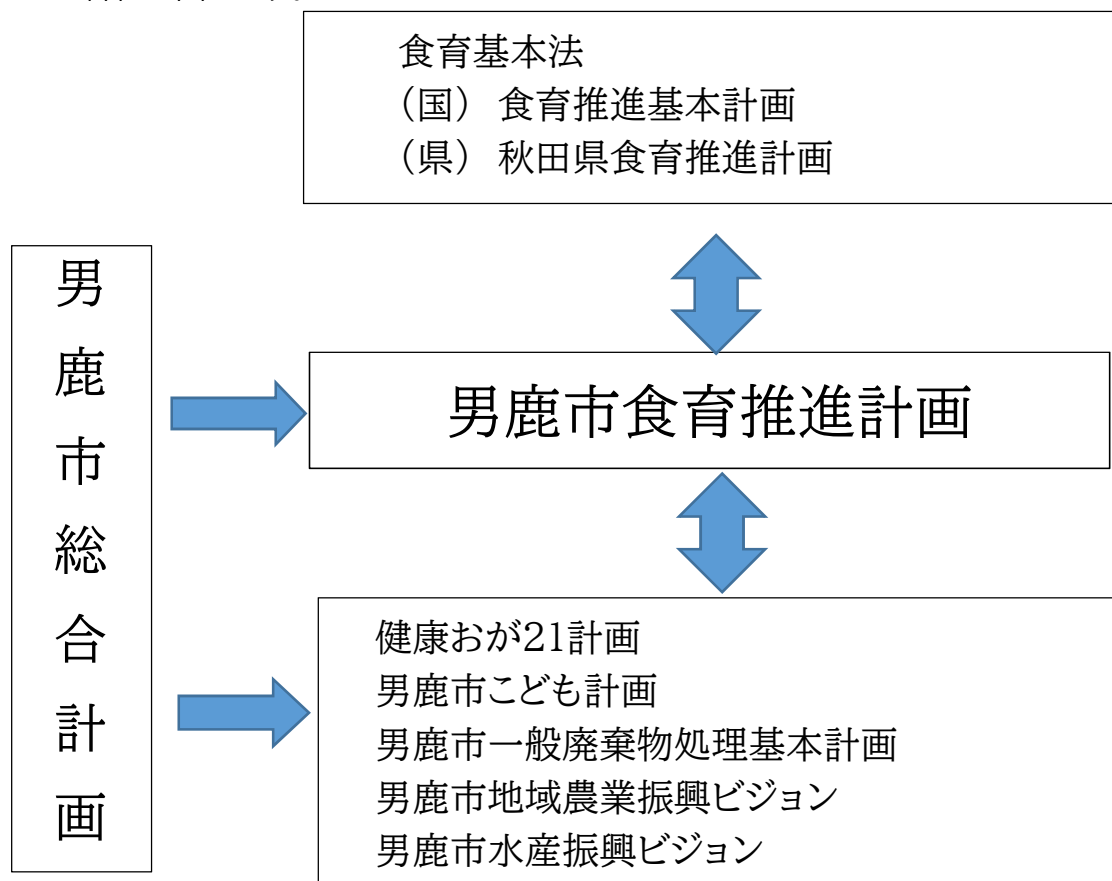 食育基本法
（国） 食育推進基本計画
（県） 秋田県食育推進計画
男鹿市総合計画
男鹿市食育推進計画
健康おが21計画
男鹿市こども計画
男鹿市一般廃棄物処理基本計画
男鹿市地域農業振興ビジョン
男鹿市水産振興ビジョン